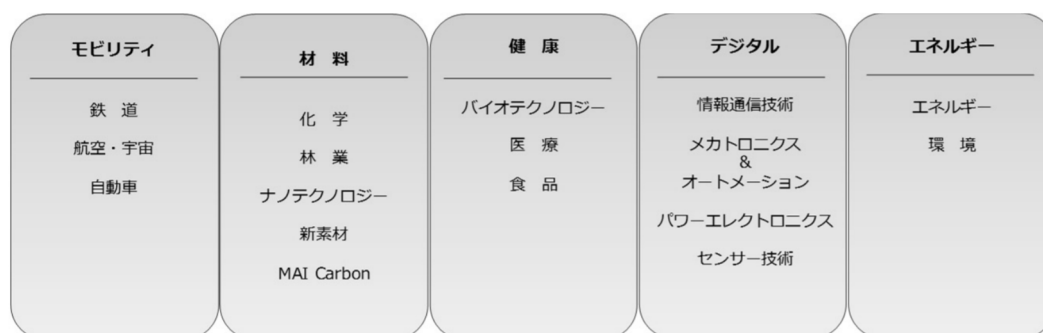 モビリティ
鉄 道
航空・宇宙
自動車
材 料
化 学
林 業
ナノテクノロジー
新素材
MAI Carbon
健 康
バイオテクノロジー
医 療
食 品
デジタル
情報通信技術
メカトロニクス
&
オートメーション
パワーエレクトロニクス
センサー技術
エネルギー
エネルギー
環 境